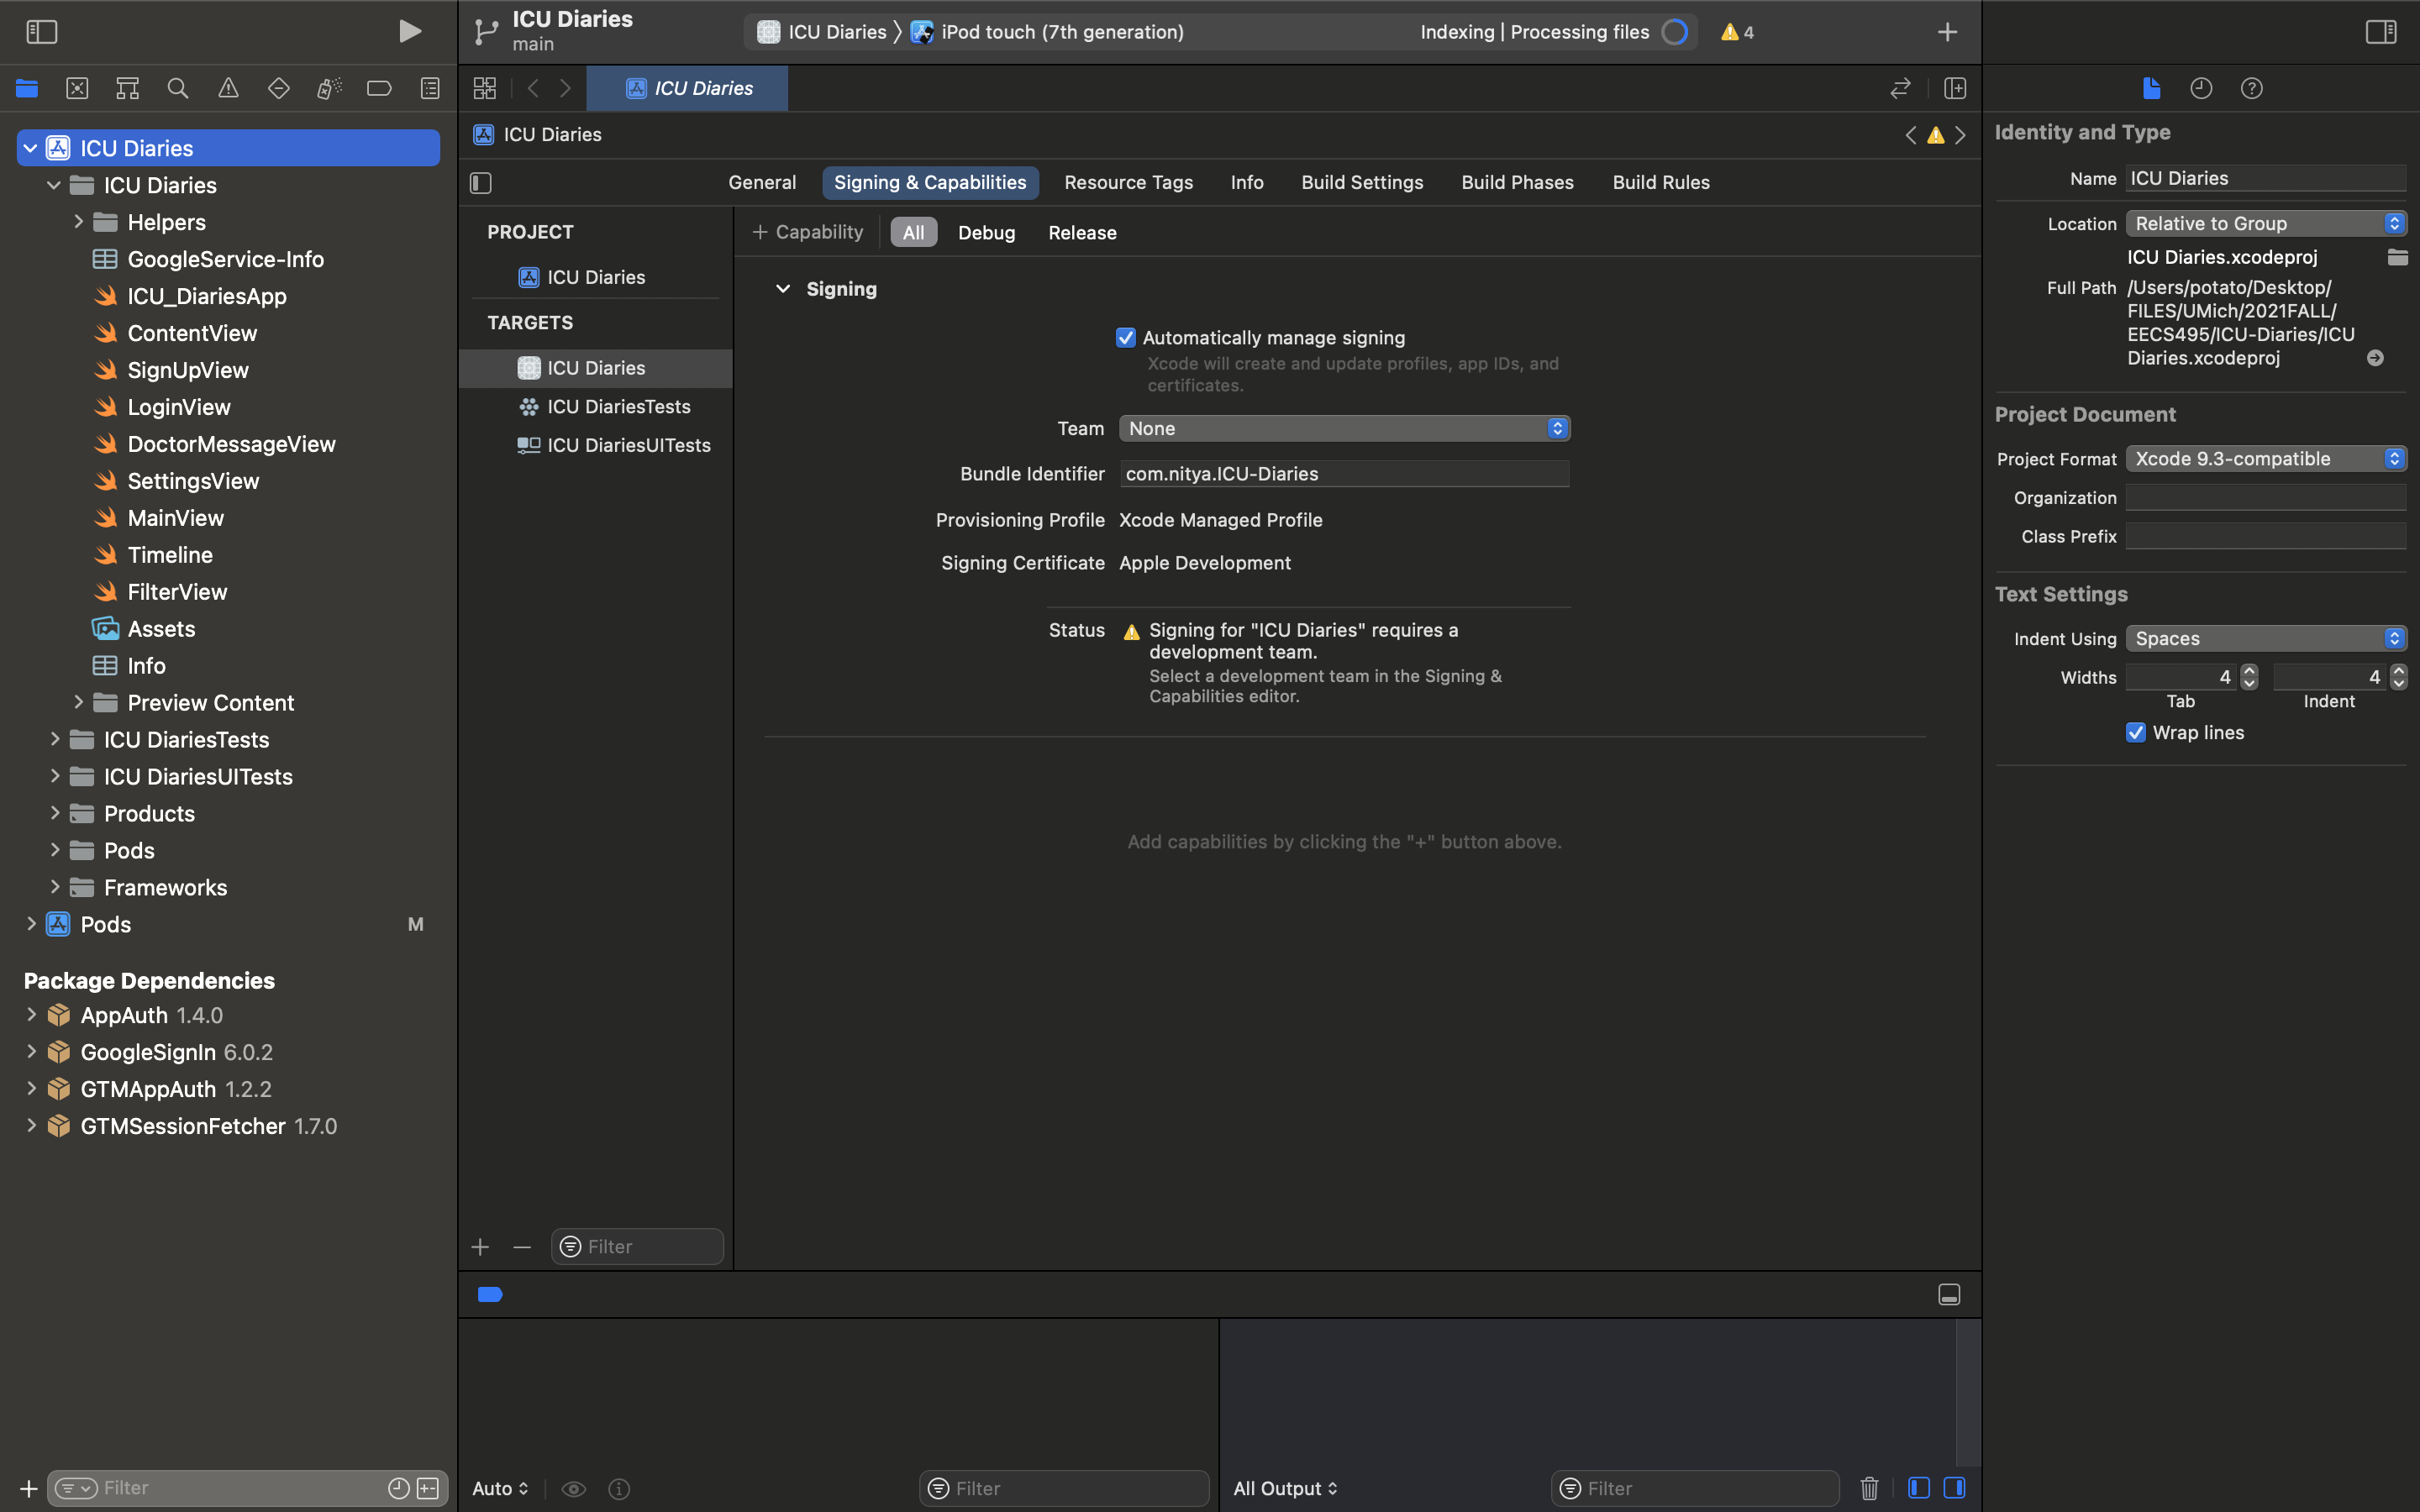 ICU Diaries
main
ICU Diaries
iPod touch (7th generation)
Indexing | Processing files
4
ICU Diaries
ICU Diaries
General
Signing & Capabilities
Resource Tags
Info
Build Settings
Build Phases
Build Rules
ICU Diaries
ICU Diaries
Helpers
GoogleService-Info
ICU_DiariesApp
ContentView
SignUpView
LoginView
DoctorMessageView
SettingsView
MainView
Timeline
FilterView
Assets
Info
Preview Content
ICU DiariesTests
ICU DiariesUITests
Products
Pods
Frameworks
Pods
M
Package Dependencies
AppAuth 1.4.0
GoogleSignIn 6.0.2
GTMAppAuth 1.2.2
GTMSessionFetcher 1.7.0
Filter
PROJECT
ICU Diaries
TARGETS
ICU Diaries
ICU DiariesTests
ICU DiariesUITests
Filter
+ Capability
All
Debug
Release
Signing
Automatically manage signing
Xcode will create and update profiles, app IDs, and
certificates.
Team
None
Bundle Identifier
com.nitya.ICU-Diaries
Provisioning Profile
Xcode Managed Profile
Signing Certificate
Apple Development
Status
Signing for "ICU Diaries" requires a
development team.
Select a development team in the Signing &
Capabilities editor.
Add capabilities by clicking the "+" button above.
Auto
Filter
All Output
Filter
Identity and Type
Name
ICU Diaries
Location
Relative to Group
ICU Diaries.xcodeproj
Full Path
/Users/potato/Desktop/
FILES/UMich/2021FALL/
EECS495/ICU-Diaries/ICU
Diaries.xcodeproj
Project Document
Project Format
Xcode 9.3-compatible
Organization
Class Prefix
Text Settings
Indent Using
Spaces
Widths
4
4
Tab
Indent
Wrap lines